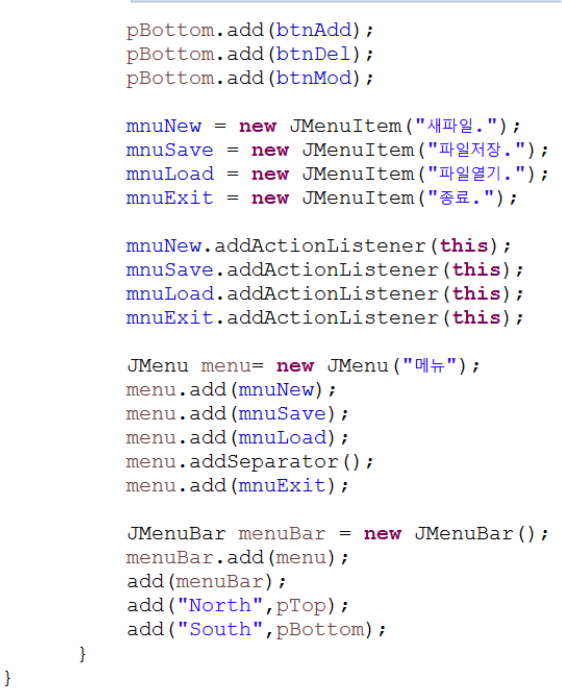 pBottom.add(btnAdd);
pBottom.add(btnDel);
pBottom.add(btnMod);
mnuNew = new JMenuItem("새파일.");
mnuSave = new JMenuItem("파일저장.");
mnuLoad = new JMenuItem("파일열기.");
mnuExit = new JMenuItem("종료.");
mnuNew.addActionListener(this);
mnuSave.addActionListener(this);
mnuLoad.addActionListener(this);
mnuExit.addActionListener(this);
JMenu menu= new JMenu("메뉴");
menu.add(mnuNew);
menu.add(mnuSave);
menu.add(mnuLoad);
menu.addSeparator();
menu.add(mnuExit);
JMenuBar menuBar = new JMenuBar();
menuBar.add(menu);
add(menuBar);
add("North",pTop);
add("South",pBottom);
}
}